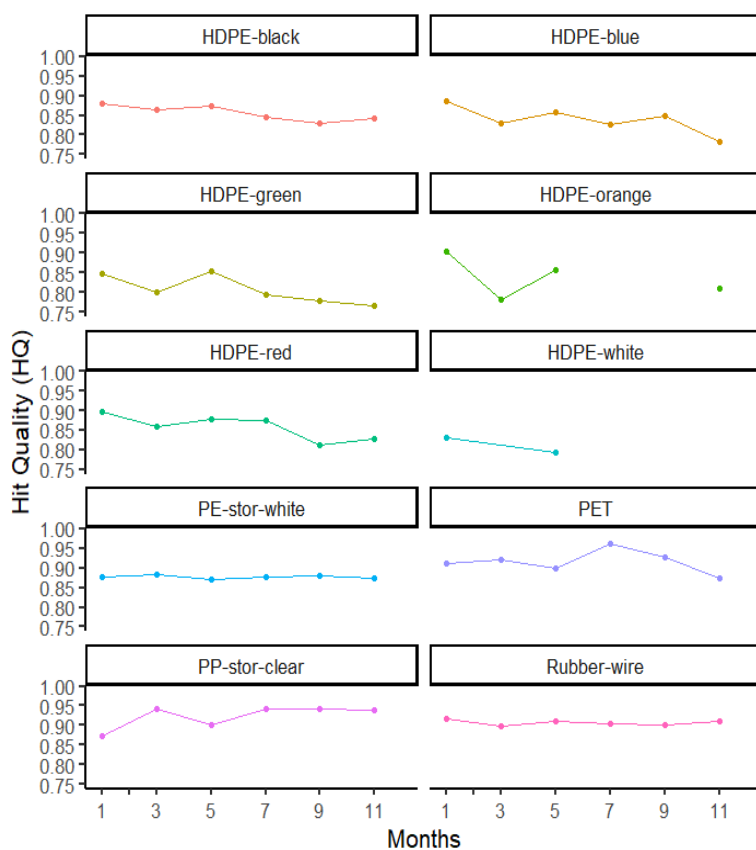 HDPE-black
HDPE-blue
1.00
0.95
0.90
0.85
0.80
0.75
HDPE-green
HDPE-orange
1.00
0.95
0.90
0.85
0.80
0.75
HDPE-red
HDPE-white
1.00
0.95
0.90
0.85
0.80
0.75
PE-stor-white
PET
1.00
0.95
0.90
0.85
0.80
0.75
PP-stor-clear
Rubber-wire
1.00
0.95
0.90
0.85
0.80
0.75
Hit Quality (HQ)
1 3 5 7 9 11
1 3 5 7 9 11
Months